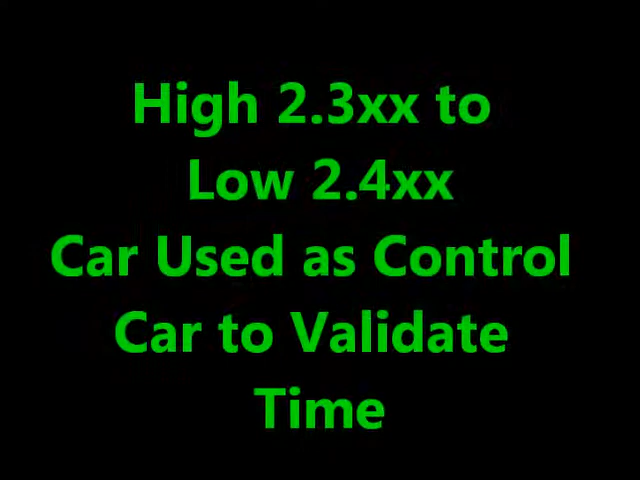 High 2.3xx to
Low 2.4xx
Car Used as Control
Car to Validate
Time